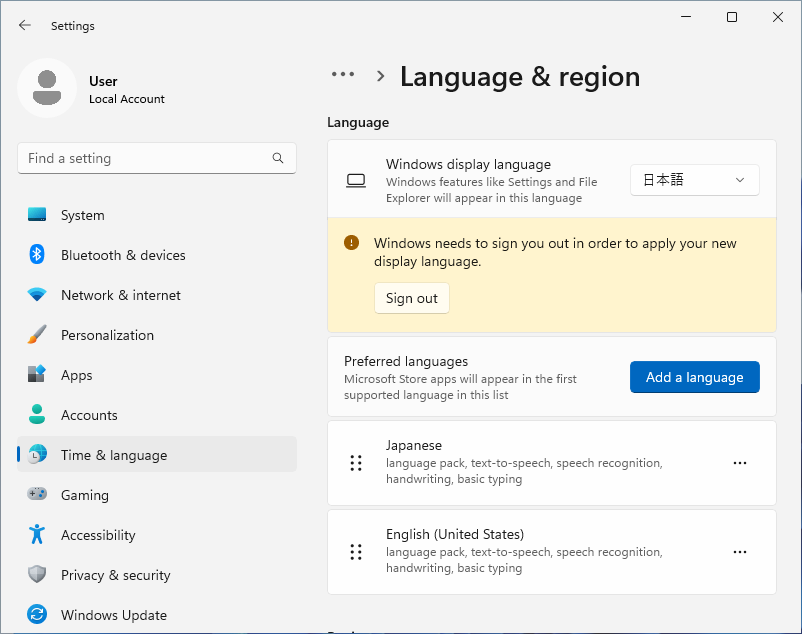 Settings
User
Local Account
Find a setting
System
Bluetooth & devices
Network & internet
Personalization
Apps
Accounts
Time & language
Gaming
Accessibility
Privacy & security
Windows Update
Language & region
Language
Windows display language
Windows features like Settings and File
Explorer will appear in this language
日本語
Windows needs to sign you out in order to apply your new
display language.
Sign out
Preferred languages
Microsoft Store apps will appear in the first
supported language in this list
Add a language
Japanese
language pack, text-to-speech, speech recognition,
handwriting, basic typing
English (United States)
language pack, text-to-speech, speech recognition,
handwriting, basic typing